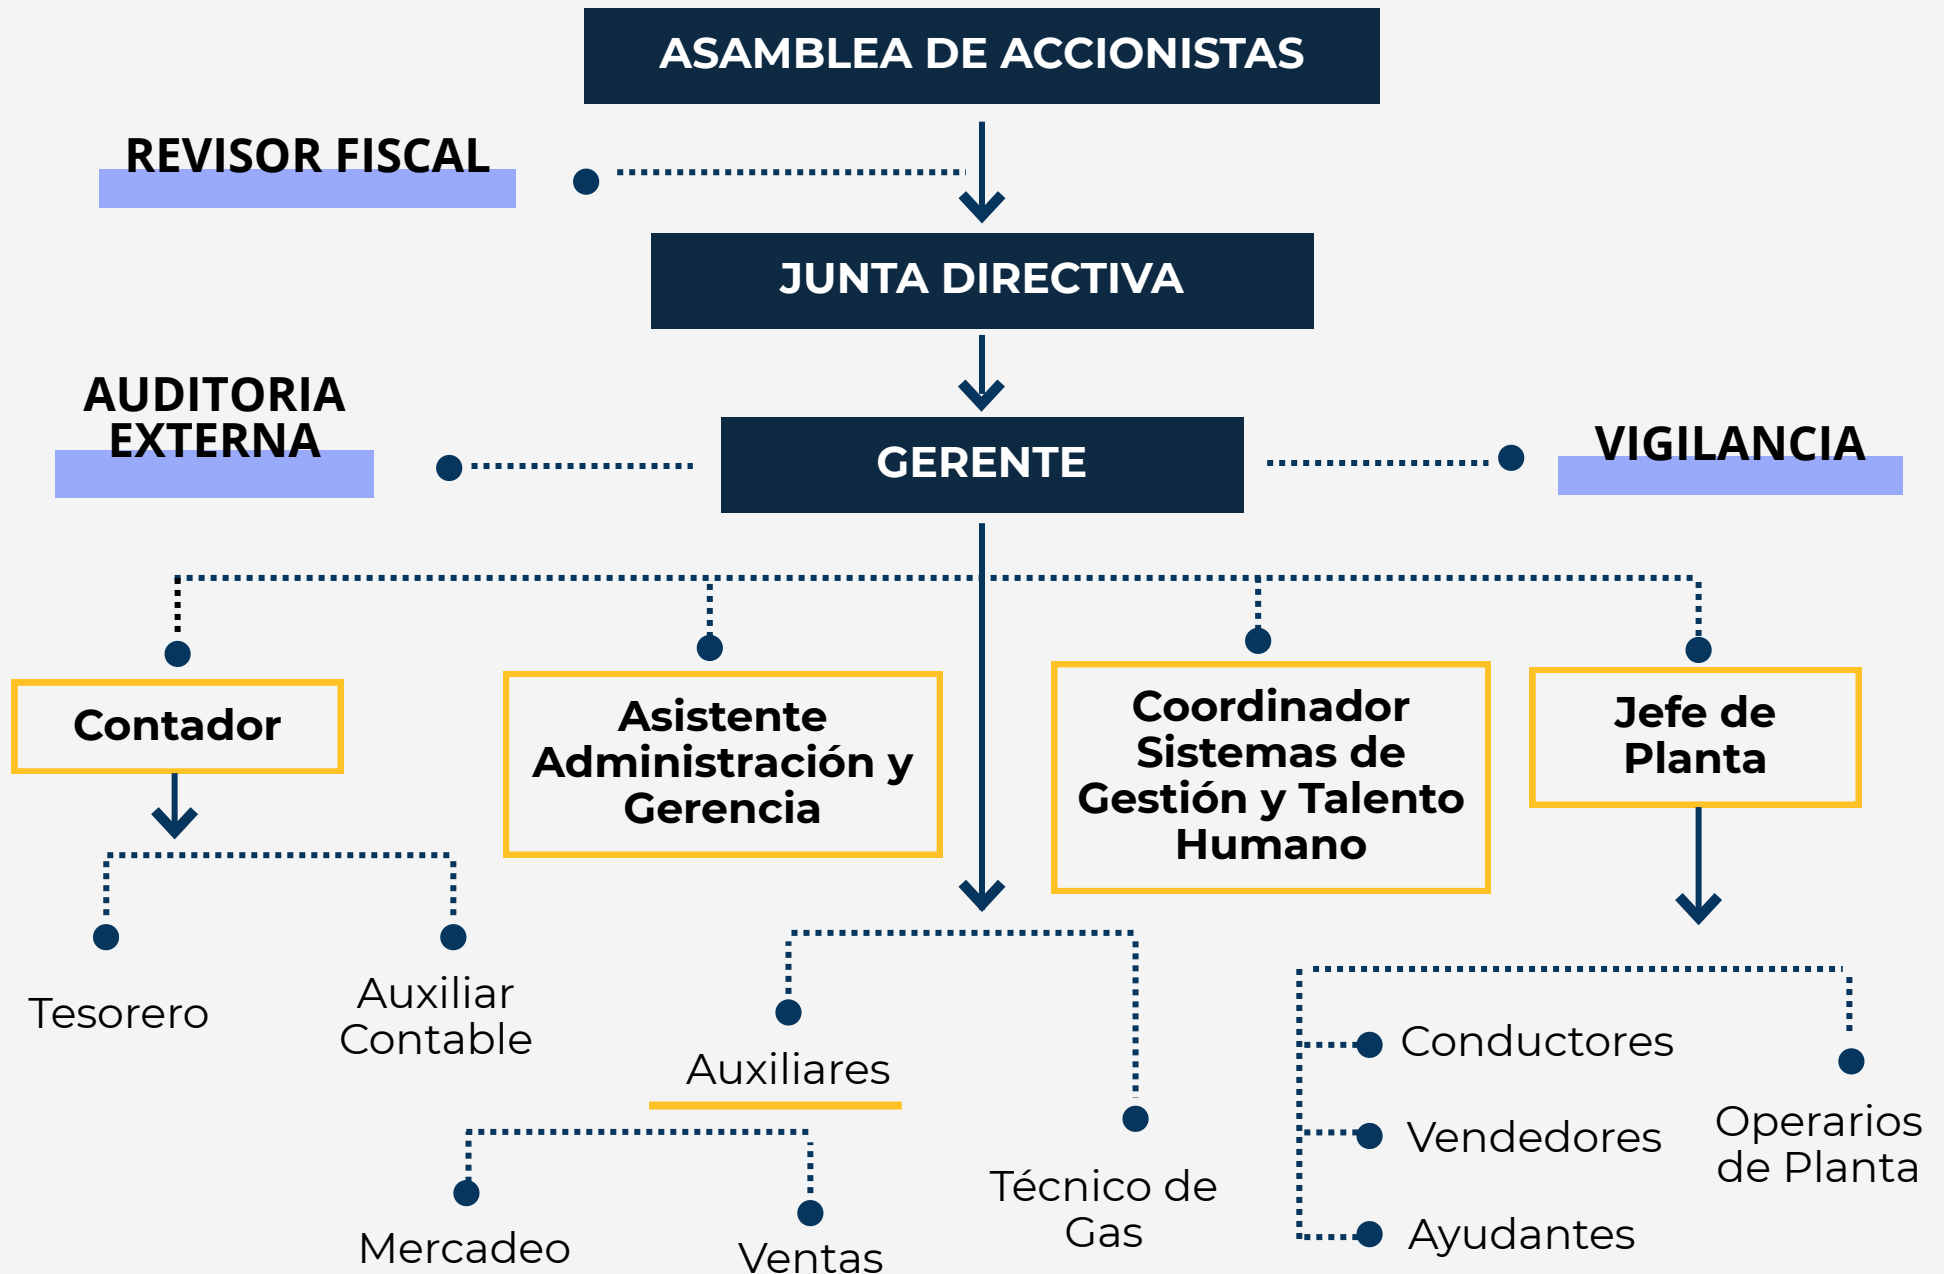 ASAMBLEA DE ACCIONISTAS
REVISOR FISCAL
JUNTA DIRECTIVA
AUDITORIA
EXTERNA
GERENTE
VIGILANCIA
Contador
Asistente
Administración y
Gerencia
Coordinador
Sistemas de
Gestión y Talento
Humano
Jefe de
Planta
Tesorero
Auxiliar
Contable
Auxiliares
Mercadeo
Ventas
Técnico de
Gas
Conductores
Vendedores
Ayudantes
Operarios
de Planta